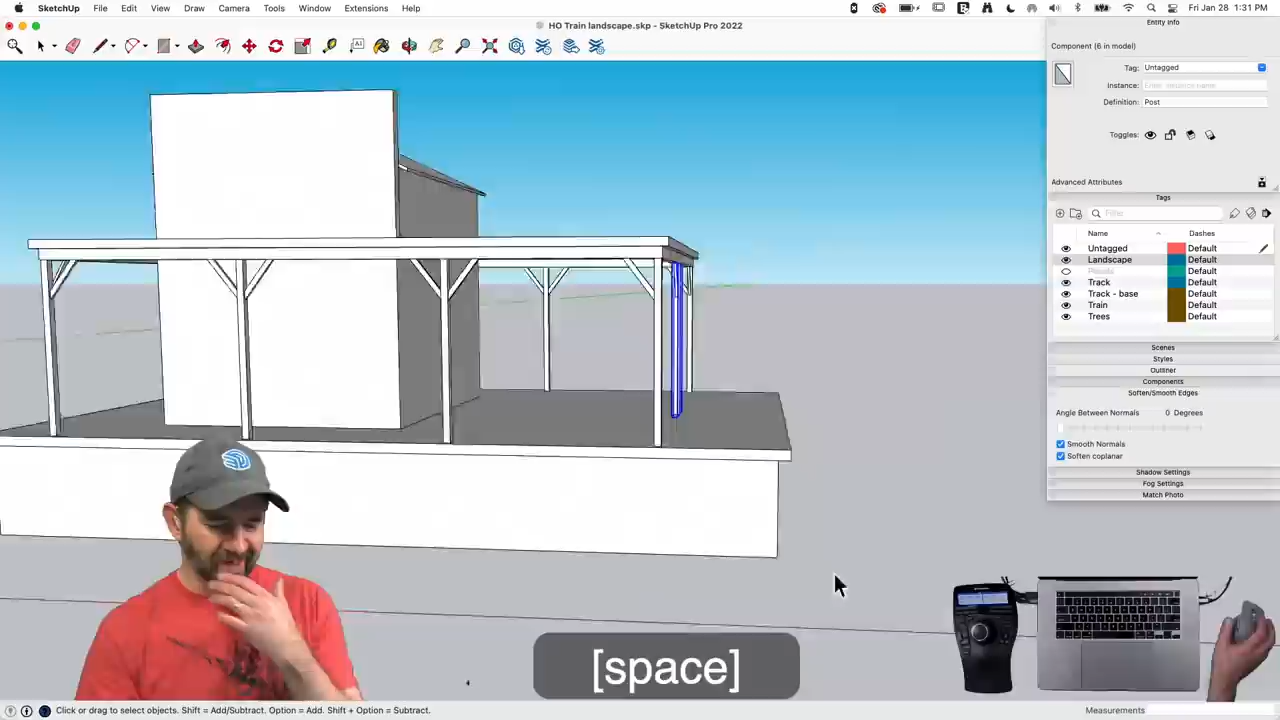 SketchUp File Edit View Draw Camera Tools Window Extensions Help Fri Jan 28 1:31 PM
HO Train landscape.skp - SketchUp Pro 2022
Entity Info
Component (6 in model)
Tag: Untagged
Instance: Enter instance name
Definition: Post
Toggles:
Advanced Attributes
Tags
Filter
Name Dashes
Untagged Default
Landscape Default
Default
Track Default
Track - base Default
Train Default
Trees Default
Scenes
Styles
Outliner
Components
Soften/Smooth Edges
Angle Between Normals 0 Degrees
Smooth Normals
Soften coplanar
Shadow Settings
Fog Settings
Match Photo
[space]
Click or drag to select objects. Shift = Add/Subtract. Option = Add. Shift + Option = Subtract. Measurements